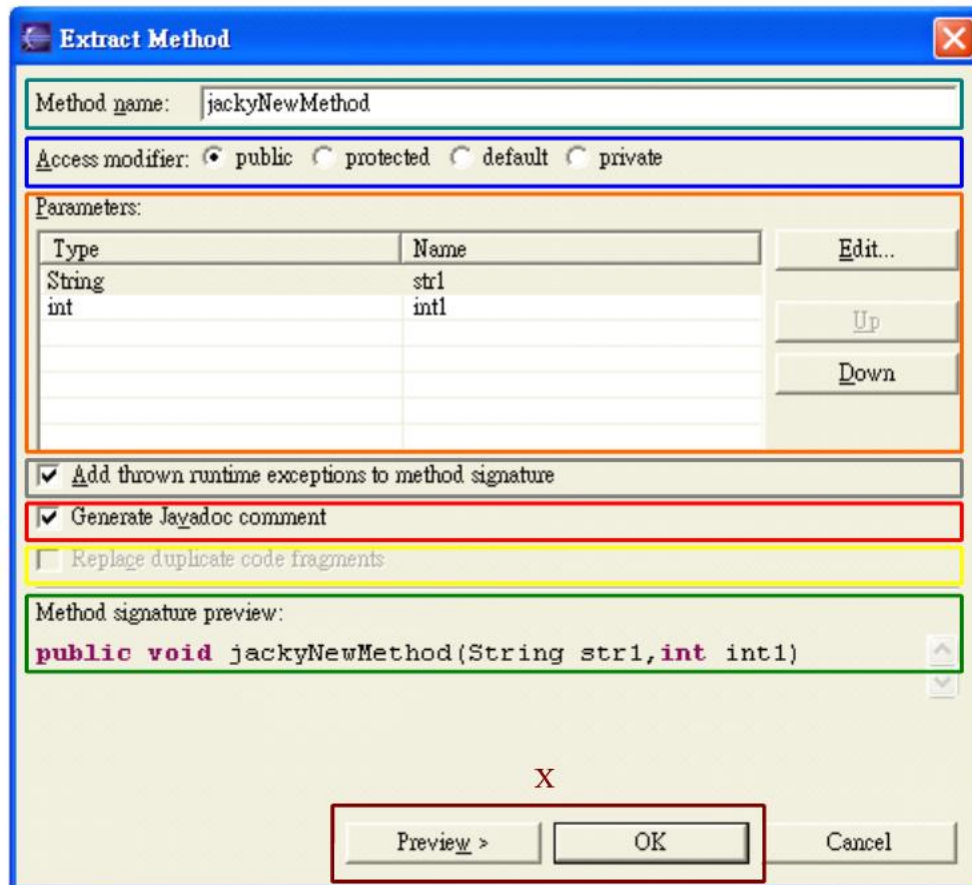 Extract Method
Method name: jackyNewMethod
Access modifier: public protected default private
Parameters:
Type Name Edit...
String str1
int int1
Up
Down
Add thrown runtime exceptions to method signature
Generate Javadoc comment
Replace duplicate code fragments
Method signature preview:
public void jackyNewMethod(String str1,int int1)
X
Preview > OK Cancel